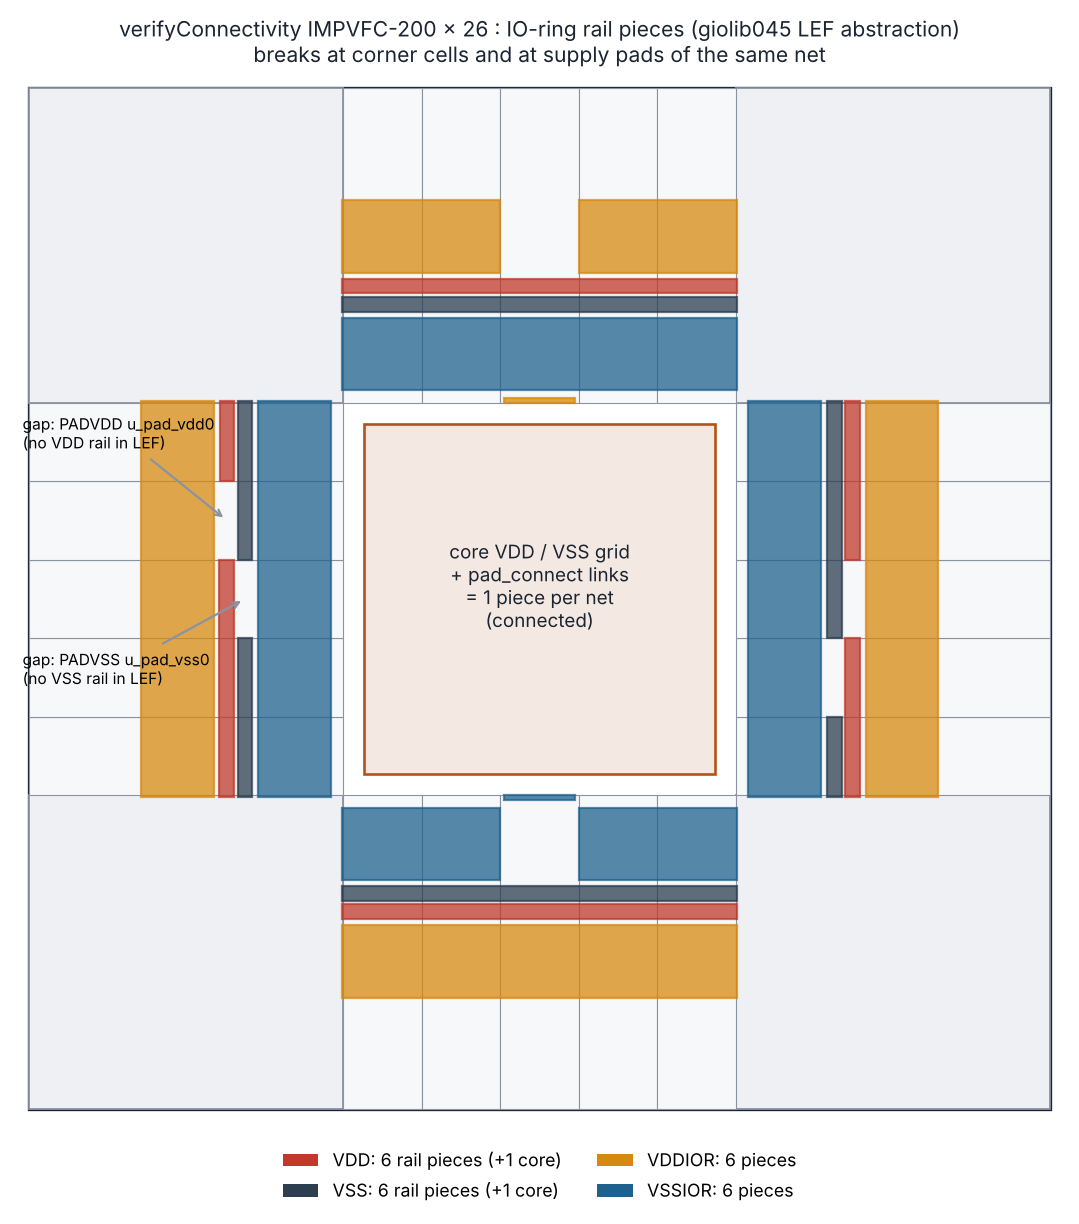 verifyConnectivity IMPVFC-200 × 26 : IO-ring rail pieces (giolib045 LEF abstraction)
breaks at corner cells and at supply pads of the same net
gap: PADVDD u_pad_vdd0
(no VDD rail in LEF)
core VDD / VSS grid
+ pad_connect links
= 1 piece per net
(connected)
gap: PADVSS u_pad_vss0
(no VSS rail in LEF)
VDD: 6 rail pieces (+1 core)
VSS: 6 rail pieces (+1 core)
VDDIOR: 6 pieces
VSSIOR: 6 pieces